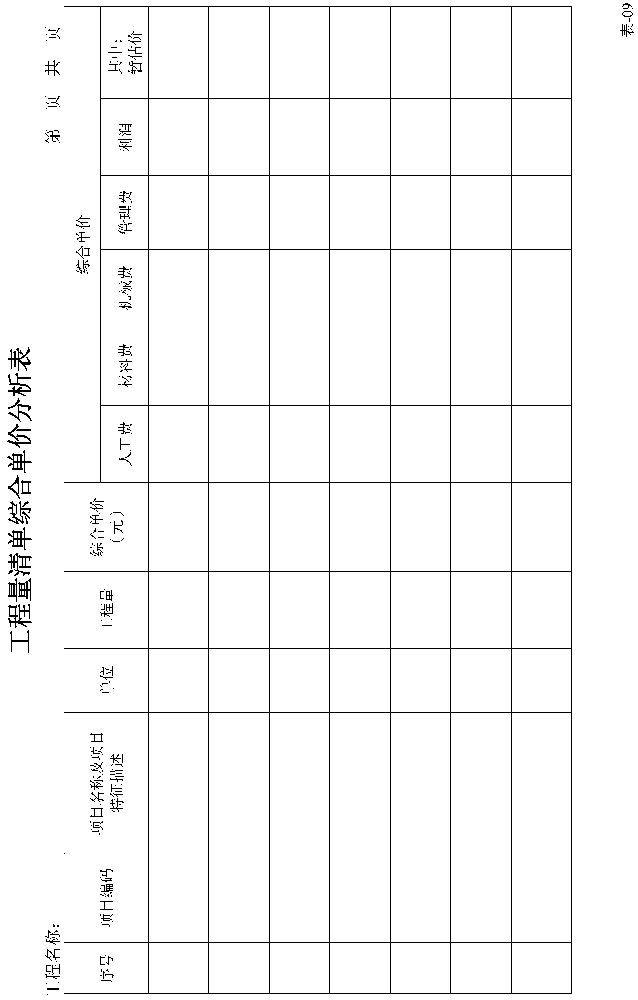 工程量清单综合单价分析表
工程名称： 第 页 共 页
序号
项目编码
项目名称及项目
特征描述
单位
工程量
综合单价
（元）
综合单价
人工费
材料费
机械费
管理费
利润
其中：
暂估价
表-09